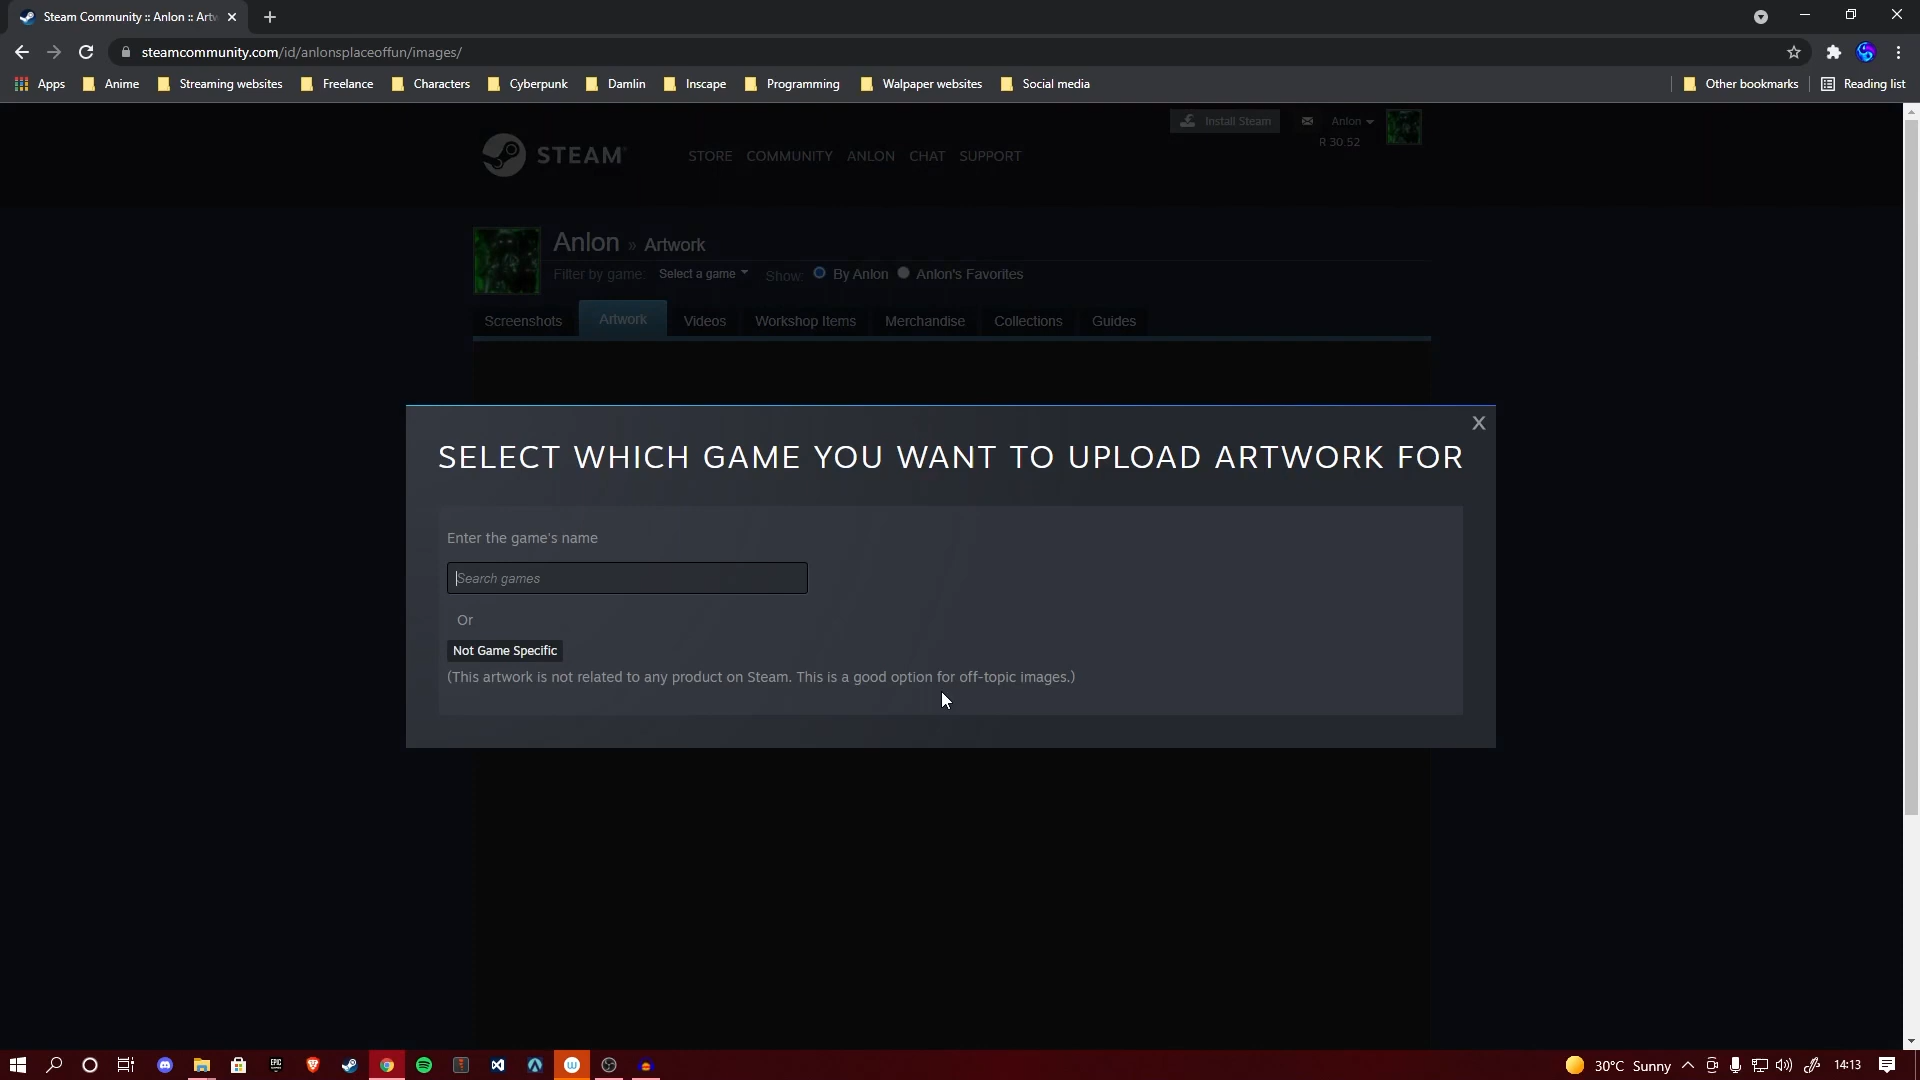 Steam Community :: Anlon :: Artw
steamcommunity.com/id/anlonsplaceoffun/images/
Apps Anime Streaming websites Freelance Characters Cyberpunk Damlin Inscape Programming Walpaper websites Social media Other bookmarks Reading list
Install Steam Anlon
R 30.52
STEAM STORE COMMUNITY ANLON CHAT SUPPORT
Anlon » Artwork
Filter by game: Select a game Show: By Anlon Anlon's Favorites
Screenshots Artwork Videos Workshop Items Merchandise Collections Guides
X
SELECT WHICH GAME YOU WANT TO UPLOAD ARTWORK FOR
Enter the game's name
Search games
Or
Not Game Specific
(This artwork is not related to any product on Steam. This is a good option for off-topic images.)
30°C Sunny 14:13